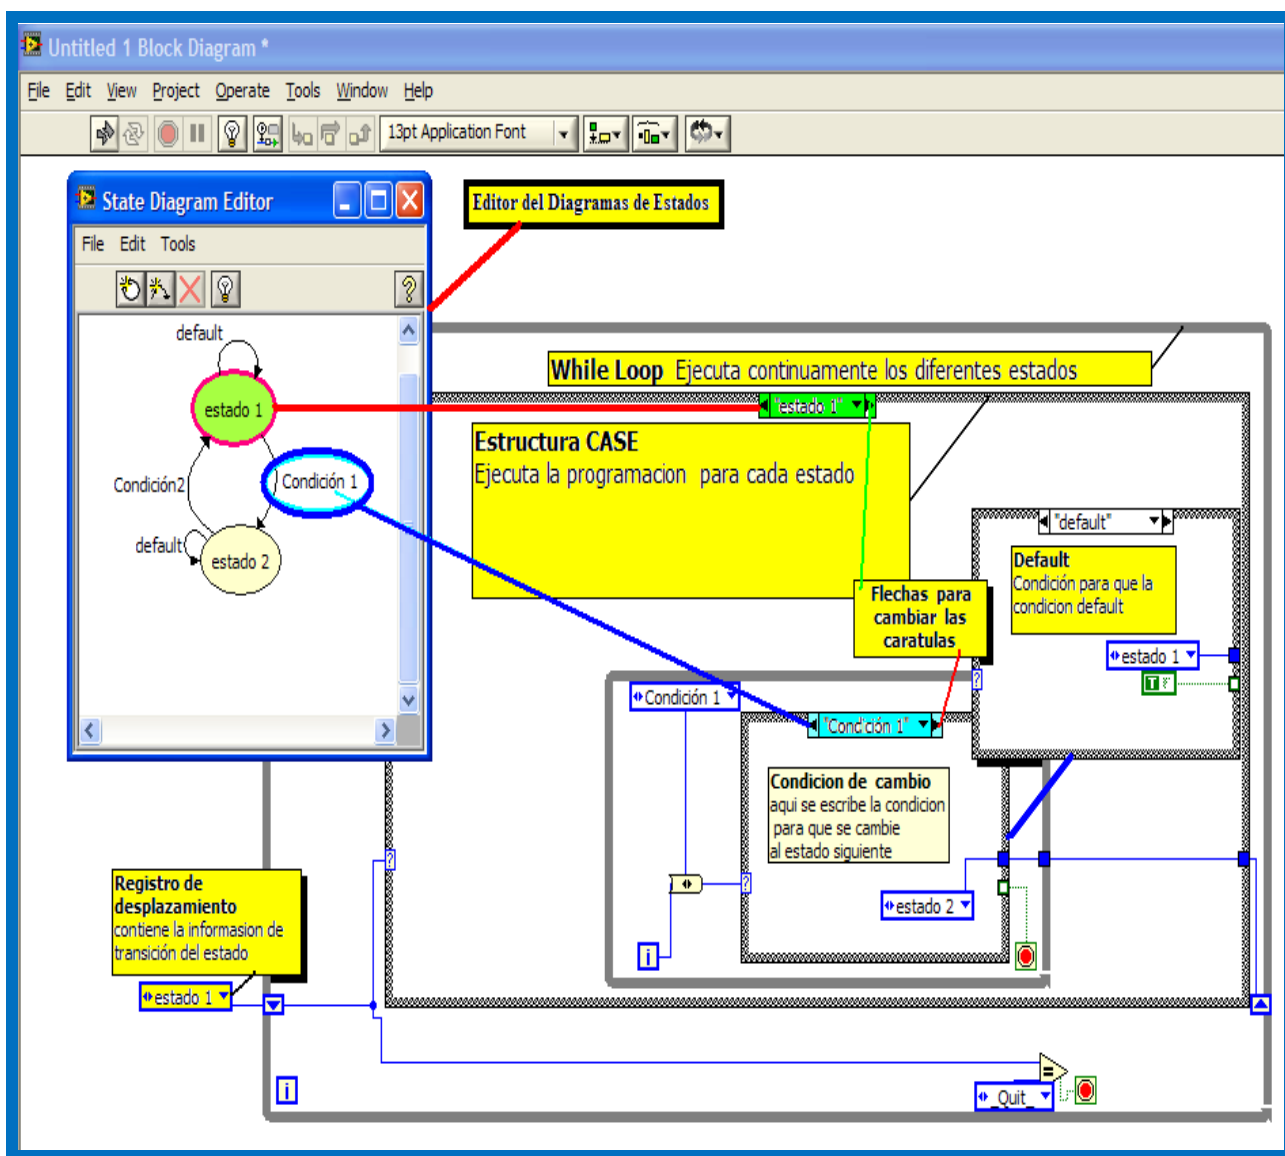 Untitled 1 Block Diagram *
File Edit View Project Operate Tools Window Help
13pt Application Font
State Diagram Editor
File Edit Tools
default
estado 1
Condición 1
Condición2
default
estado 2
Editor del Diagramas de Estados
While Loop Ejecuta continuamente los diferentes estados
"estado 1"
Estructura CASE
Ejecuta la programacion para cada estado
"default"
Default
Condición para que la
condicion default
estado 1
T F
Flechas para
cambiar las
caratulas
Condición 1
"Condición 1"
Condicion de cambio
aqui se escribe la condicion
para que se cambie
al estado siguiente
estado 2
i
Registro de
desplazamiento
contiene la informasion de
transición del estado
estado 1
i
=
_Quit_